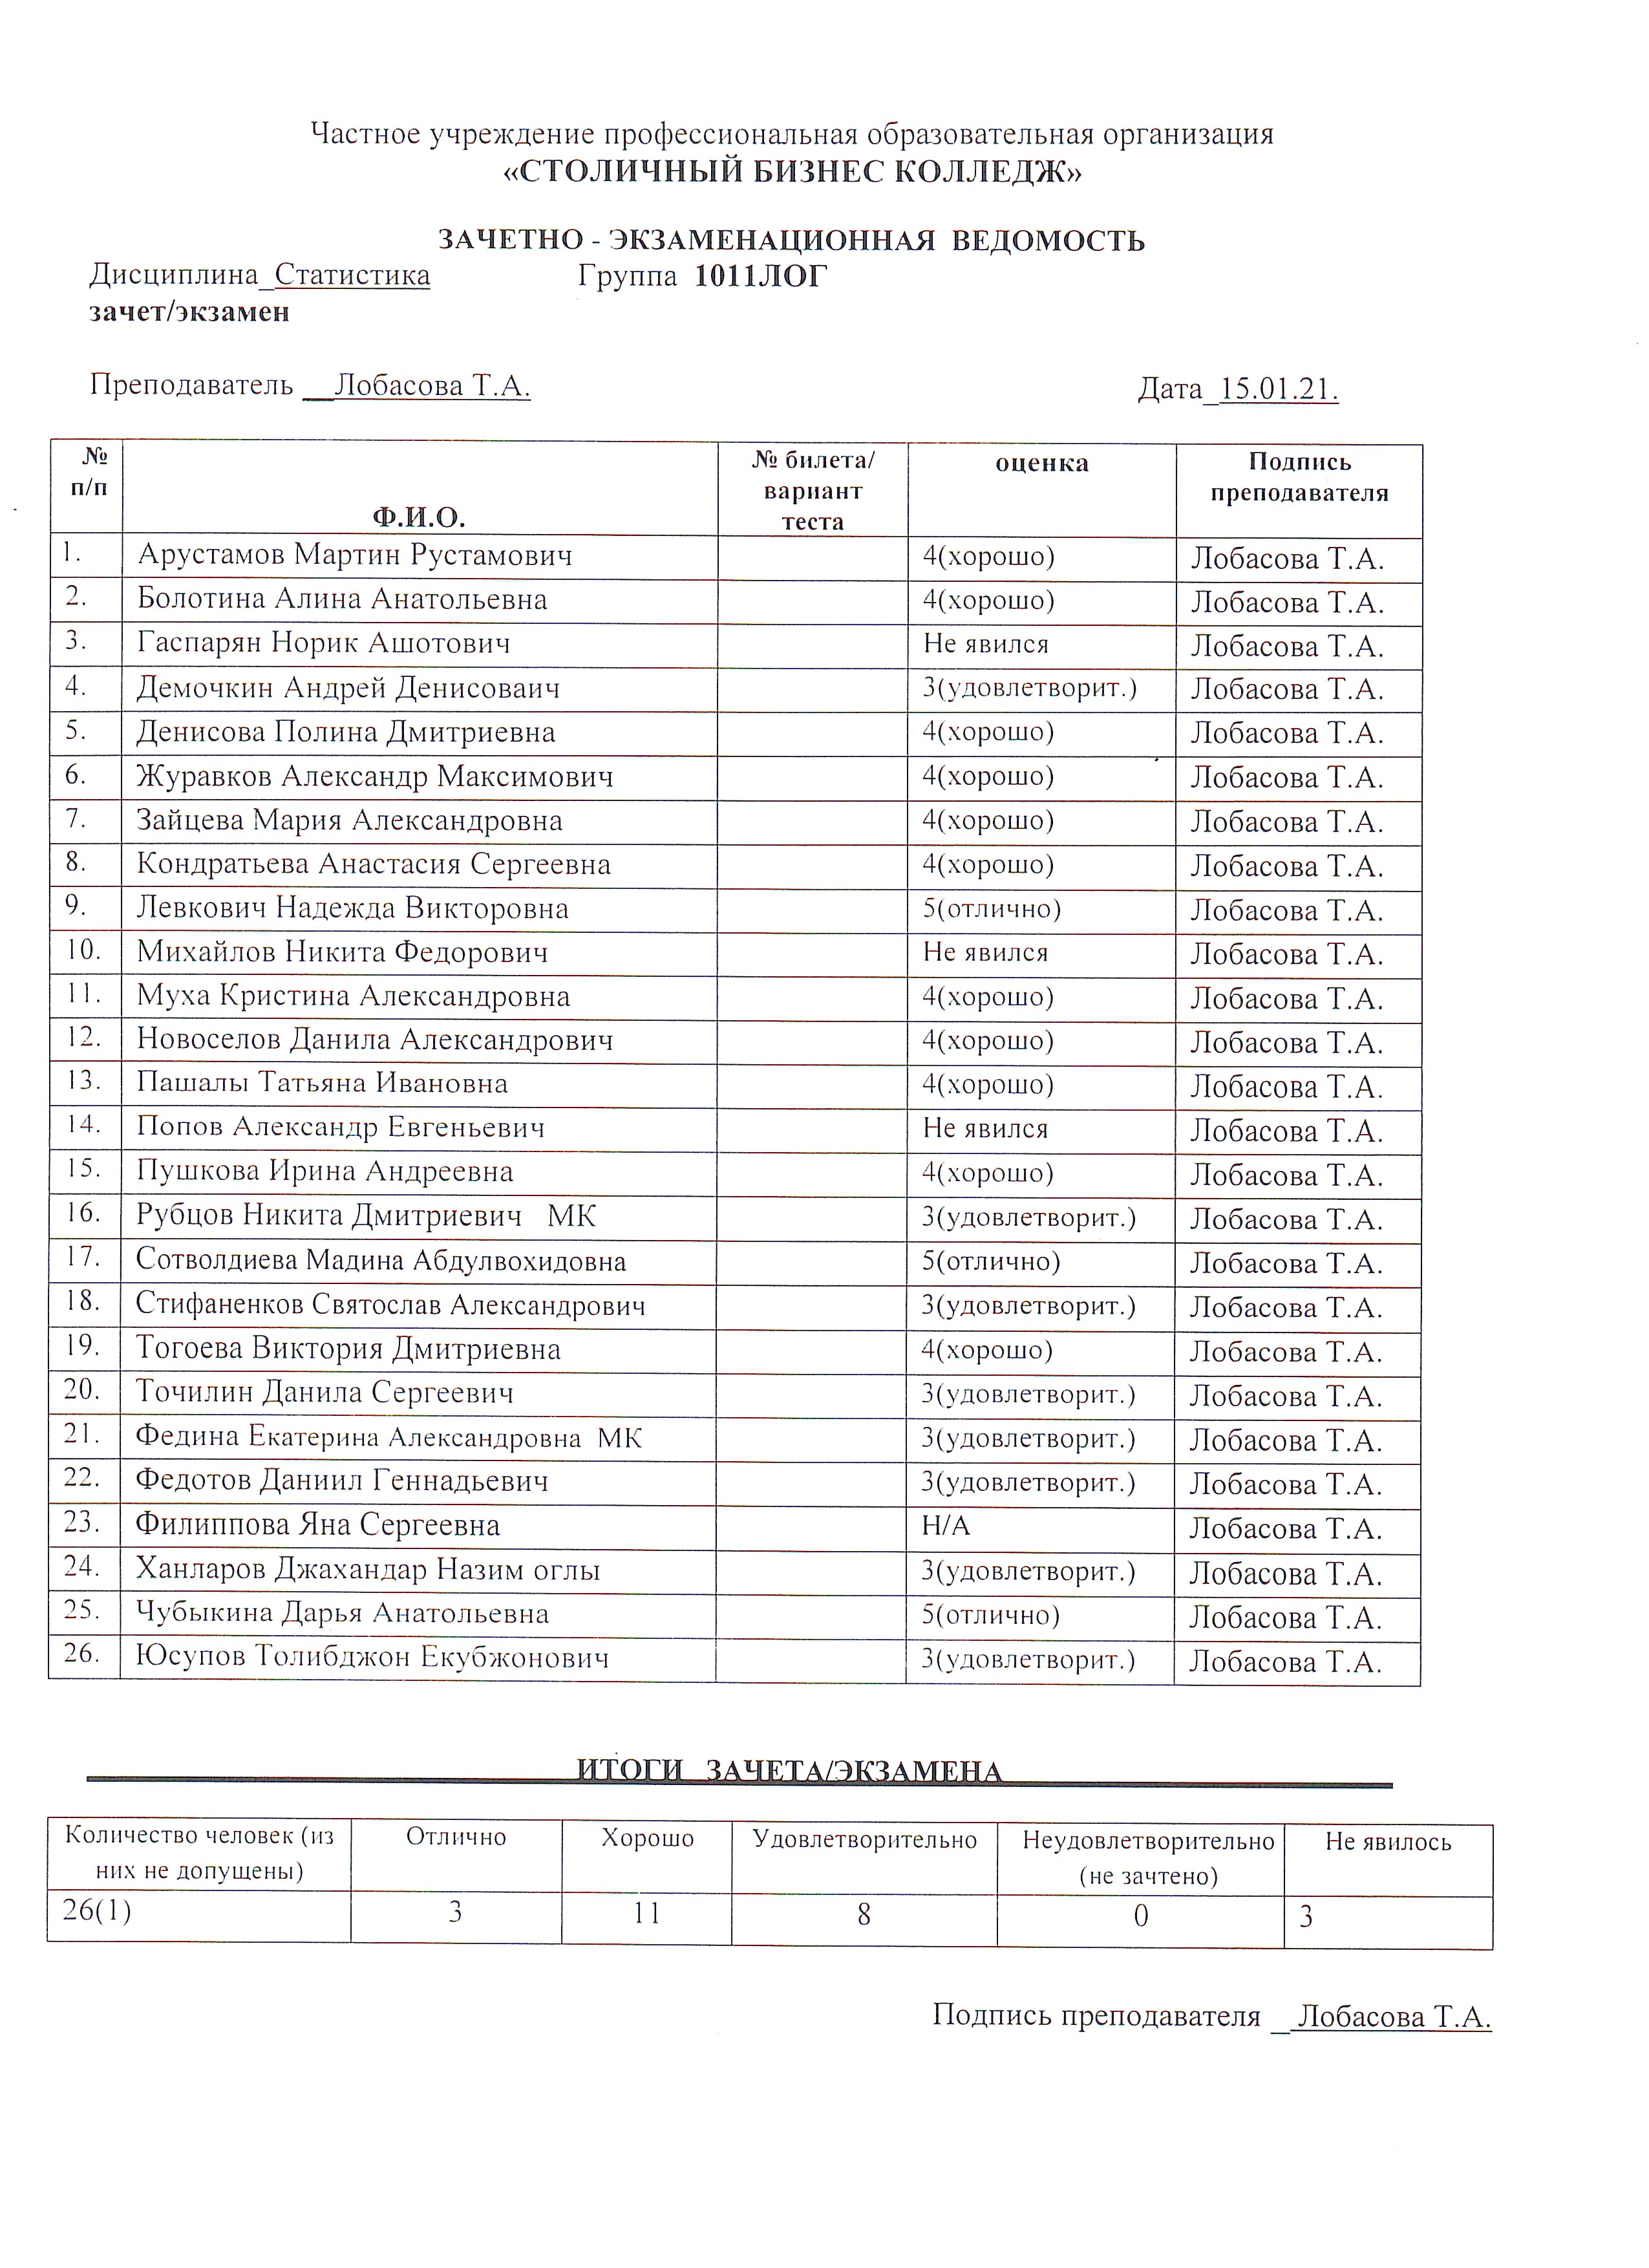 Частное учреждение профессиональная образовательная организация
«СТОЛИЧНЫЙ БИЗНЕС КОЛЛЕДЖ»
ЗАЧЕТНО - ЭКЗАМЕНАЦИОННАЯ ВЕДОМОСТЬ
Дисциплина_Статистика Группа 1011ЛОГ
зачет/экзамен
Преподаватель __Лобасова Т.А. Дата_15.01.21.
№ п/п Ф.И.О. № билета/ вариант теста оценка Подпись преподавателя
1. Арустамов Мартин Рустамович 4(хорошо) Лобасова Т.А.
2. Болотина Алина Анатольевна 4(хорошо) Лобасова Т.А.
3. Гаспарян Норик Ашотович Не явился Лобасова Т.А.
4. Демочкин Андрей Денисоваич 3(удовлетворит.) Лобасова Т.А.
5. Денисова Полина Дмитриевна 4(хорошо) Лобасова Т.А.
6. Журавков Александр Максимович 4(хорошо) Лобасова Т.А.
7. Зайцева Мария Александровна 4(хорошо) Лобасова Т.А.
8. Кондратьева Анастасия Сергеевна 4(хорошо) Лобасова Т.А.
9. Левкович Надежда Викторовна 5(отлично) Лобасова Т.А.
10. Михайлов Никита Федорович Не явился Лобасова Т.А.
11. Муха Кристина Александровна 4(хорошо) Лобасова Т.А.
12. Новоселов Данила Александрович 4(хорошо) Лобасова Т.А.
13. Пашалы Татьяна Ивановна 4(хорошо) Лобасова Т.А.
14. Попов Александр Евгеньевич Не явился Лобасова Т.А.
15. Пушкова Ирина Андреевна 4(хорошо) Лобасова Т.А.
16. Рубцов Никита Дмитриевич МК 3(удовлетворит.) Лобасова Т.А.
17. Сотволдиева Мадина Абдулвохидовна 5(отлично) Лобасова Т.А.
18. Стифаненков Святослав Александрович 3(удовлетворит.) Лобасова Т.А.
19. Тогоева Виктория Дмитриевна 4(хорошо) Лобасова Т.А.
20. Точилин Данила Сергеевич 3(удовлетворит.) Лобасова Т.А.
21. Федина Екатерина Александровна МК 3(удовлетворит.) Лобасова Т.А.
22. Федотов Даниил Геннадьевич 3(удовлетворит.) Лобасова Т.А.
23. Филиппова Яна Сергеевна Н/А Лобасова Т.А.
24. Ханларов Джахандар Назим оглы 3(удовлетворит.) Лобасова Т.А.
25. Чубыкина Дарья Анатольевна 5(отлично) Лобасова Т.А.
26. Юсупов Толибджон Екубжонович 3(удовлетворит.) Лобасова Т.А.
ИТОГИ ЗАЧЕТА/ЭКЗАМЕНА
Количество человек (из них не допущены) Отлично Хорошо Удовлетворительно Неудовлетворительно (не зачтено) Не явилось
26(1) 3 11 8 0 3
Подпись преподавателя _ Лобасова Т.А.